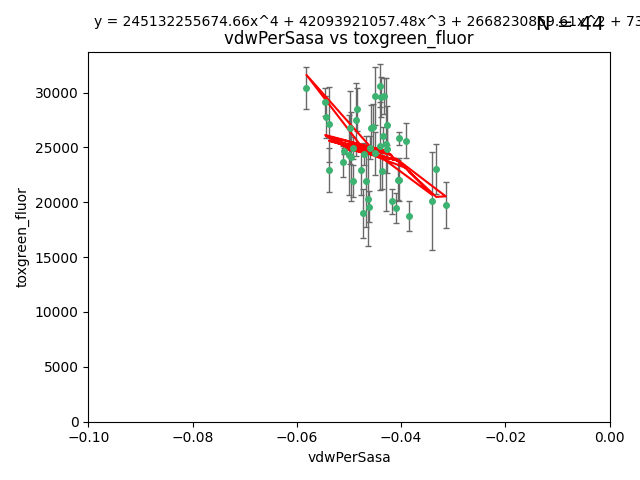 y = 245132255674.66x^4 + 42093921057.48x^3 + 2668230869.61x^2 + 73
N = 44
vdwPerSasa vs toxgreen_fluor
30000
25000
20000
15000
10000
5000
0
toxgreen_fluor
−0.10 −0.08 −0.06 −0.04 −0.02 0.00
vdwPerSasa